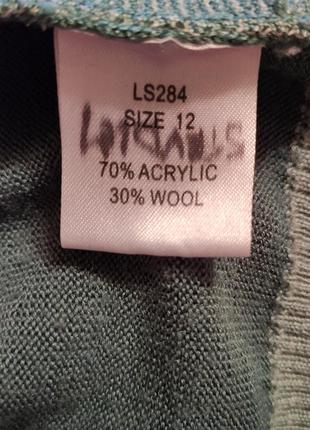 LS284
SIZE 12
70% ACRYLIC
30% WOOL